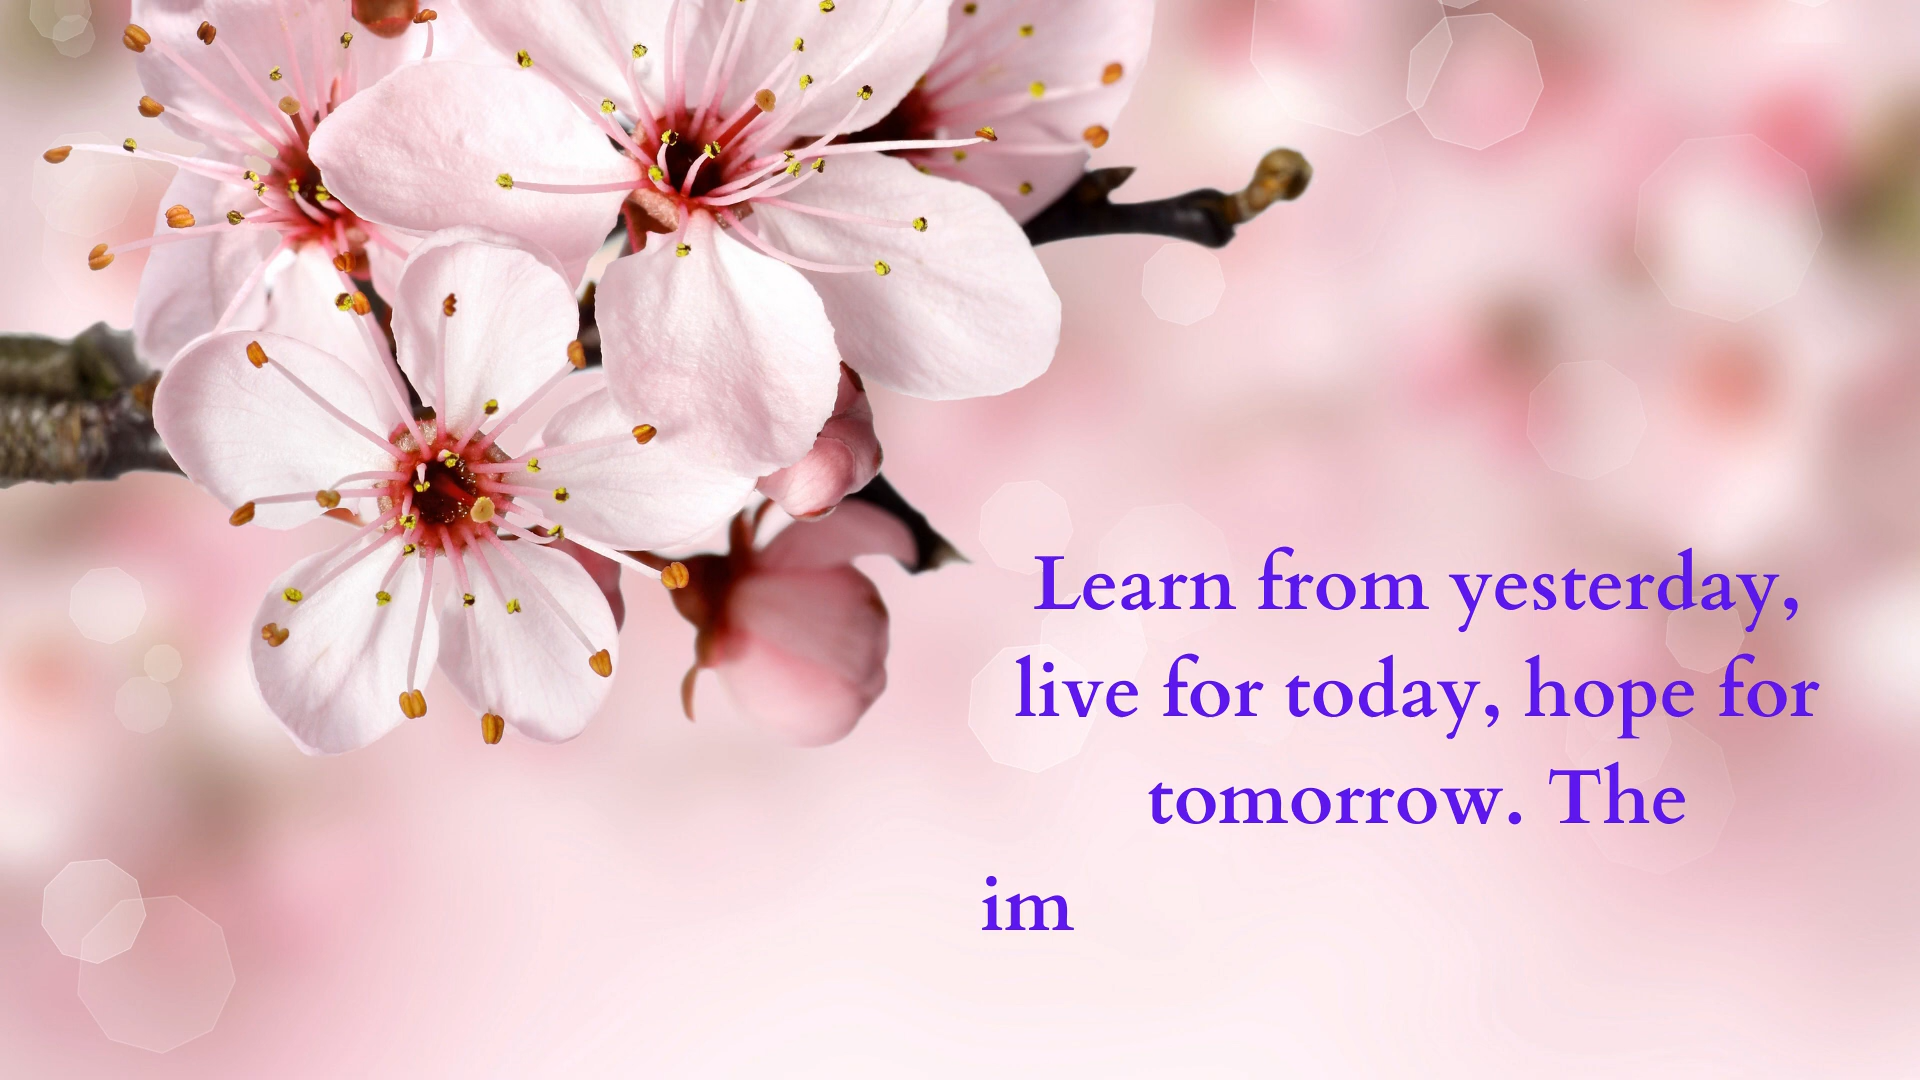 Learn from yesterday,
live for today, hope for
tomorrow. The
im